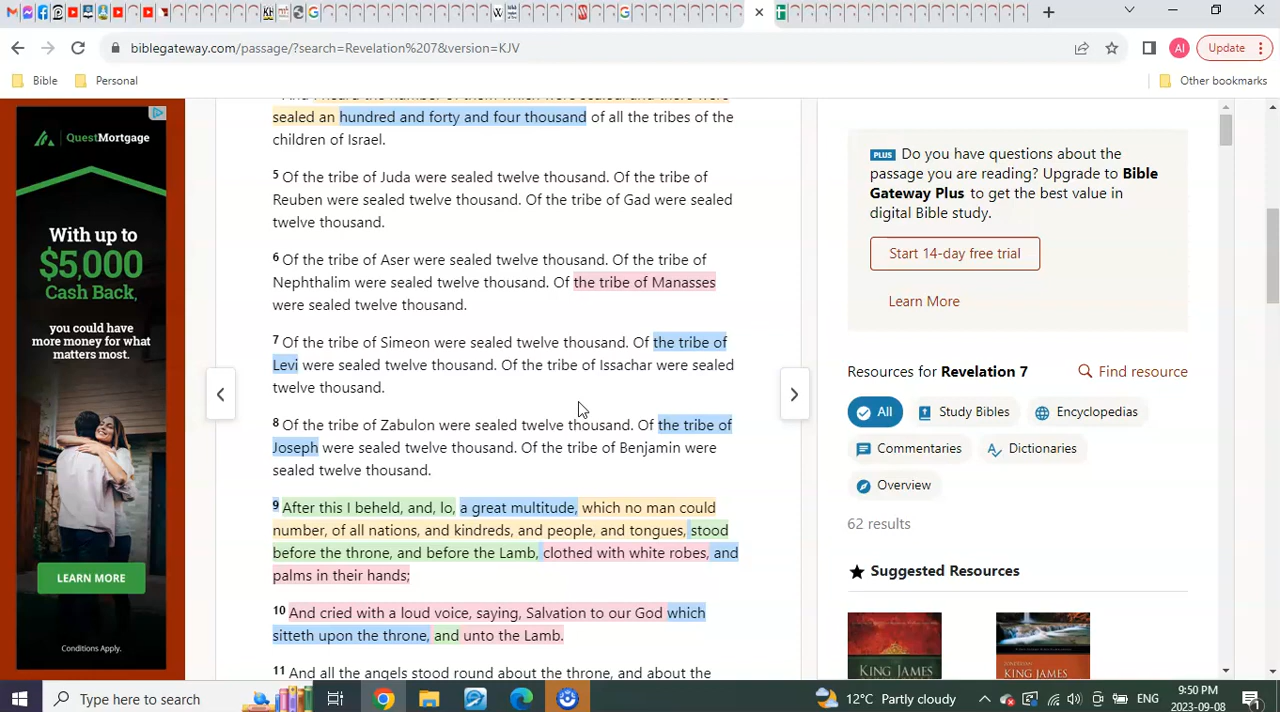 biblegateway.com/passage/?search=Revelation%207&version=KJV
AI
Update
Bible
Personal
Other bookmarks
QuestMortgage
With up to
$5,000
Cash Back,
you could have
more money for what
matters most.
LEARN MORE
Conditions Apply.
sealed an hundred and forty and four thousand of all the tribes of the
children of Israel.
5 Of the tribe of Juda were sealed twelve thousand. Of the tribe of
Reuben were sealed twelve thousand. Of the tribe of Gad were sealed
twelve thousand.
6 Of the tribe of Aser were sealed twelve thousand. Of the tribe of
Nephthalim were sealed twelve thousand. Of the tribe of Manasses
were sealed twelve thousand.
7 Of the tribe of Simeon were sealed twelve thousand. Of the tribe of
Levi were sealed twelve thousand. Of the tribe of Issachar were sealed
twelve thousand.
8 Of the tribe of Zabulon were sealed twelve thousand. Of the tribe of
Joseph were sealed twelve thousand. Of the tribe of Benjamin were
sealed twelve thousand.
9 After this I beheld, and, lo, a great multitude, which no man could
number, of all nations, and kindreds, and people, and tongues, stood
before the throne, and before the Lamb, clothed with white robes, and
palms in their hands;
10 And cried with a loud voice, saying, Salvation to our God which
sitteth upon the throne, and unto the Lamb.
11 And all the angels stood round about the throne, and about the
PLUS Do you have questions about the
passage you are reading? Upgrade to Bible
Gateway Plus to get the best value in
digital Bible study.
Start 14-day free trial
Learn More
Resources for Revelation 7
Find resource
All
Study Bibles
Encyclopedias
Commentaries
Dictionaries
Overview
62 results
Suggested Resources
KING JAMES
KING JAMES
Type here to search
12°C Partly cloudy
ENG
9:50 PM
2023-09-08
1